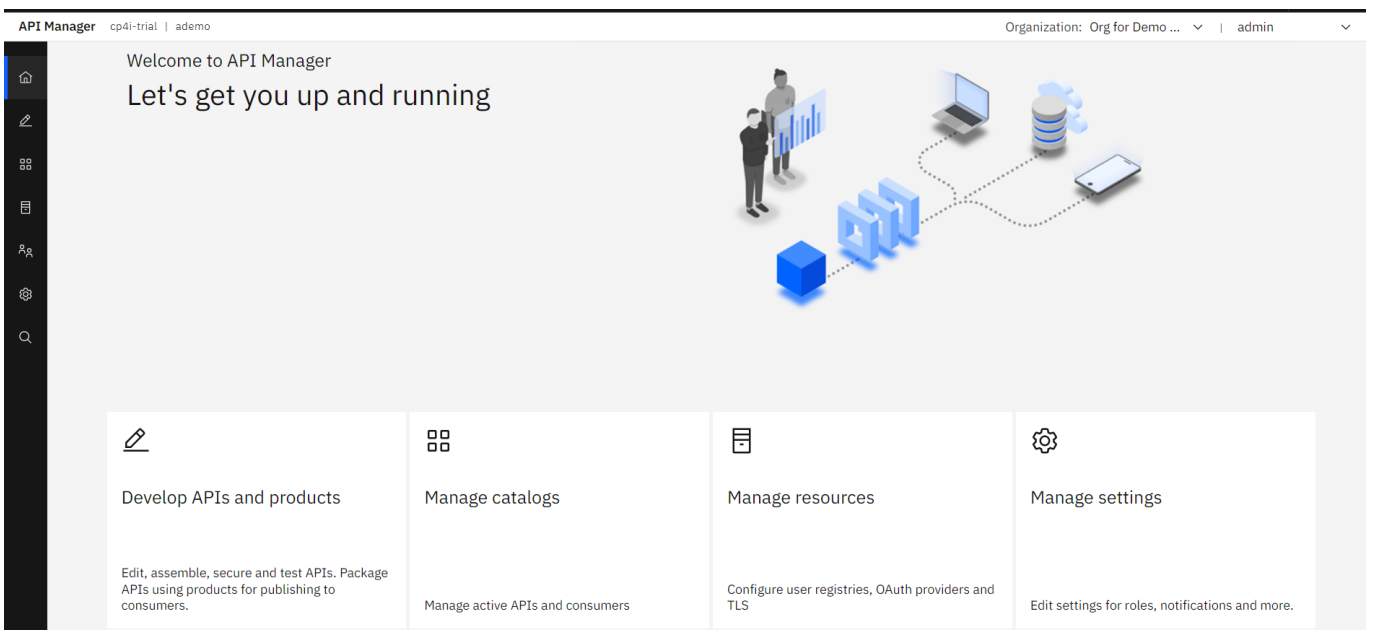 API Manager cp4i-trial | ademo Organization: Org for Demo ... | admin
Welcome to API Manager
Let's get you up and running
Develop APIs and products
Edit, assemble, secure and test APIs. Package
APIs using products for publishing to
consumers.
Manage catalogs
Manage active APIs and consumers
Manage resources
Configure user registries, OAuth providers and
TLS
Manage settings
Edit settings for roles, notifications and more.